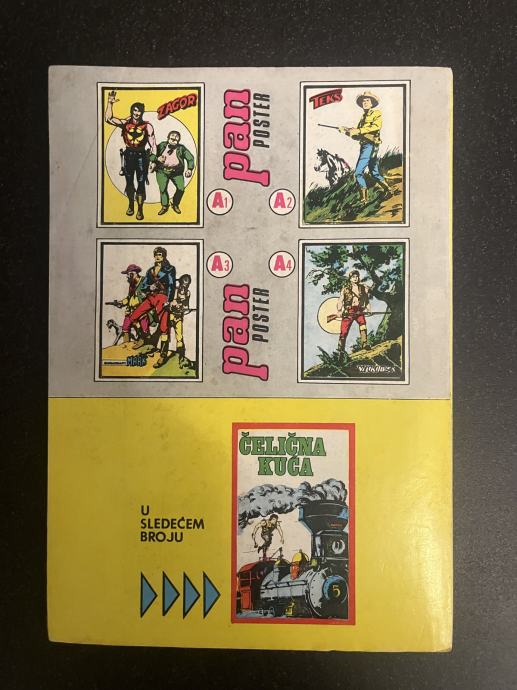 ZAGOR
pan
POSTER
TEKS
A1
A2
A3
A4
pan
POSTER
ČELIČNA
KUĆA
U
SLEDEĆEM
BROJU
5